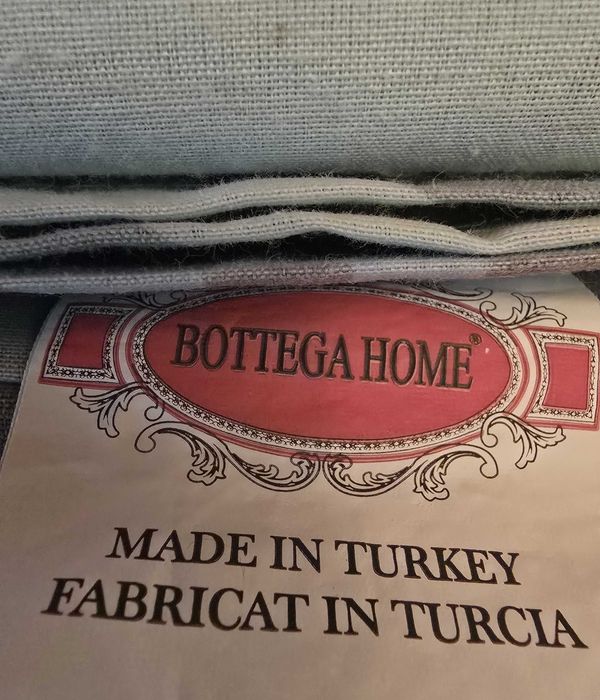 BOTTEGA HOME®
MADE IN TURKEY
FABRICAT IN TURCIA